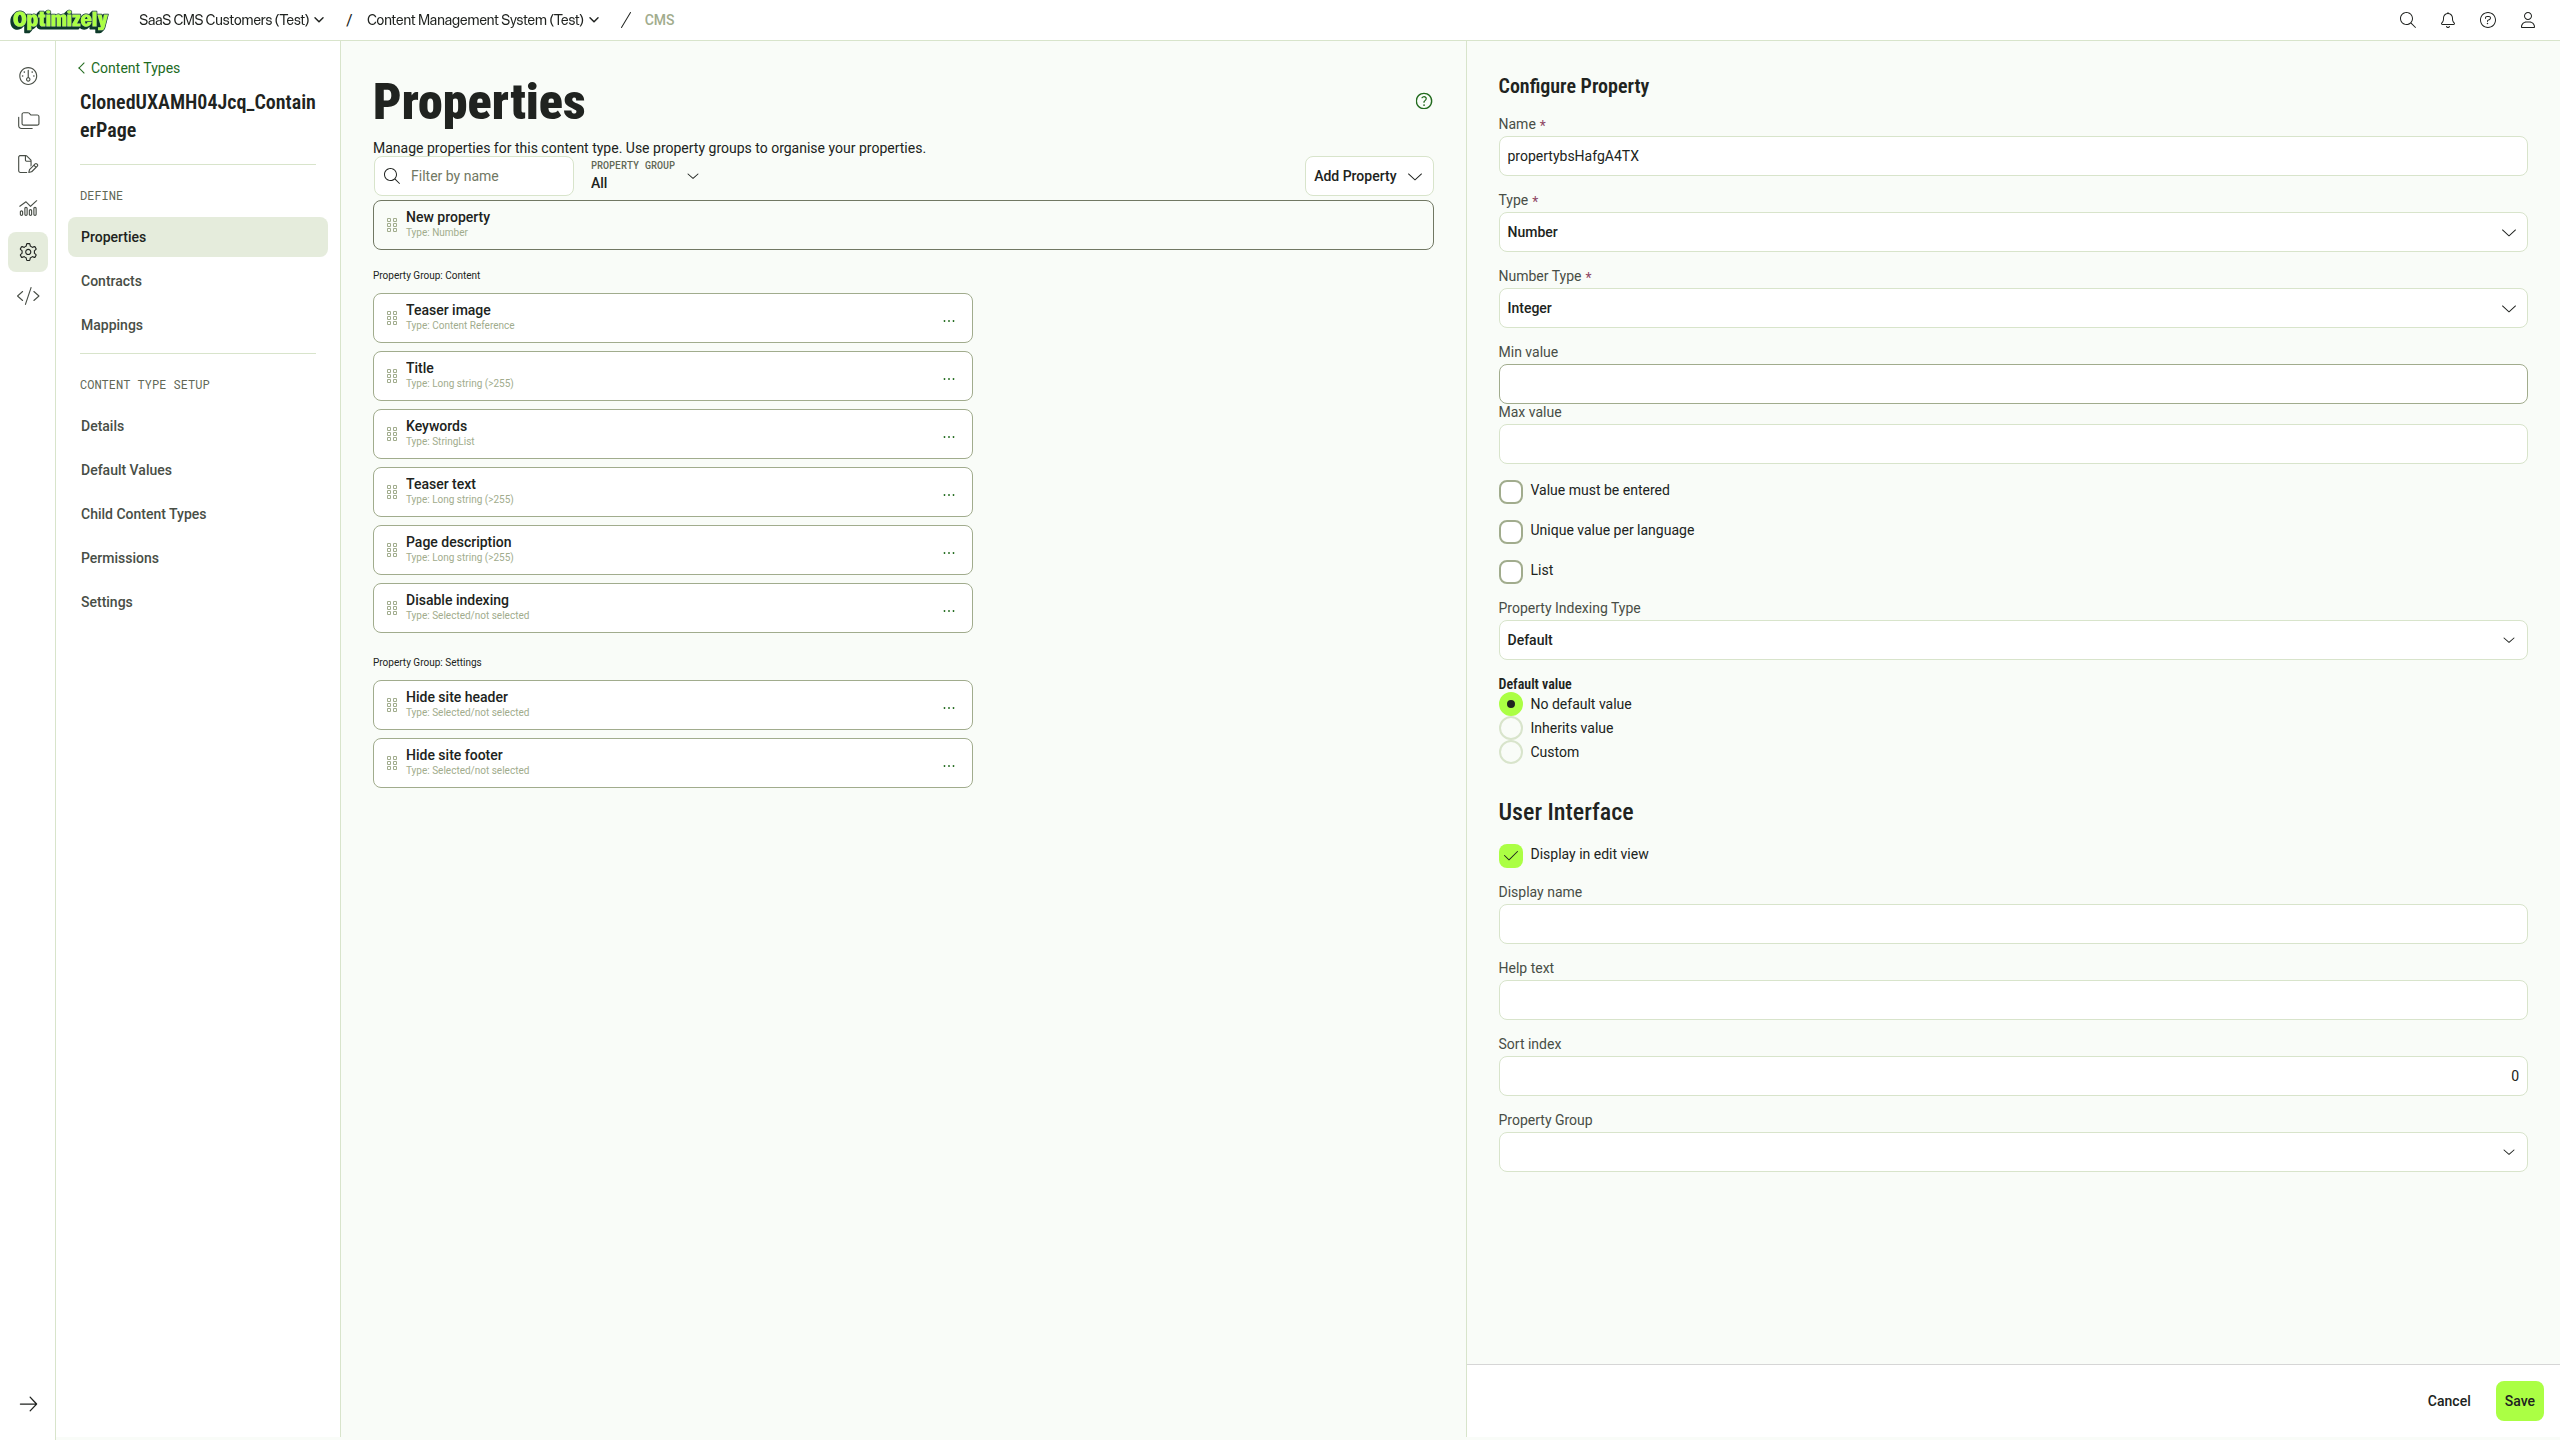 Optimizely
SaaS CMS Customers (Test) / Content Management System (Test) / CMS
Content Types
ClonedUXAMH04Jcq_Contain
erPage
DEFINE
Properties
Contracts
Mappings
CONTENT TYPE SETUP
Details
Default Values
Child Content Types
Permissions
Settings
Properties
Manage properties for this content type. Use property groups to organise your properties.
Filter by name
PROPERTY GROUP
All
Add Property
New property
Type: Number
Property Group: Content
Teaser image
Type: Content Reference
...
Title
Type: Long string (>255)
...
Keywords
Type: StringList
...
Teaser text
Type: Long string (>255)
...
Page description
Type: Long string (>255)
...
Disable indexing
Type: Selected/not selected
...
Property Group: Settings
Hide site header
Type: Selected/not selected
...
Hide site footer
Type: Selected/not selected
...
Configure Property
Name *
propertybsHafgA4TX
Type *
Number
Number Type *
Integer
Min value
Max value
Value must be entered
Unique value per language
List
Property Indexing Type
Default
Default value
No default value
Inherits value
Custom
User Interface
Display in edit view
Display name
Help text
Sort index
0
Property Group
Cancel
Save